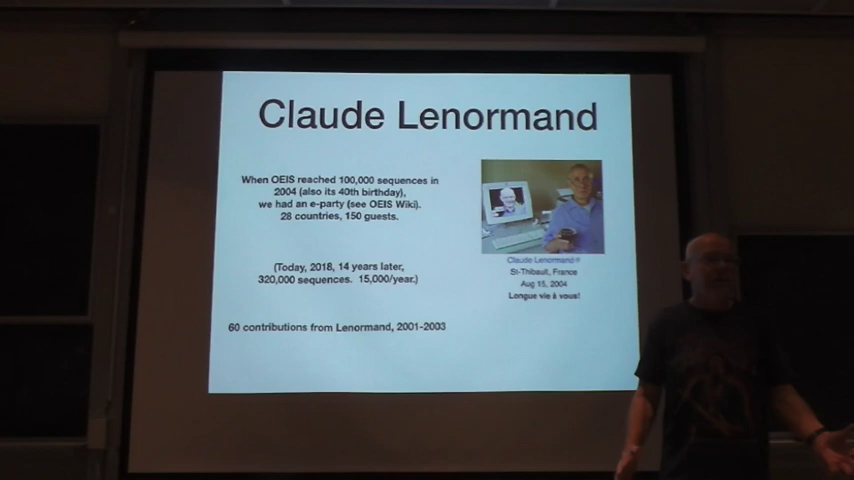 Claude Lenormand
When OEIS reached 100,000 sequences in
2004 (also its 40th birthday),
we had an e-party (see OEIS Wiki).
28 countries, 150 guests.
(Today, 2018, 14 years later,
320,000 sequences. 15,000/year.)
60 contributions from Lenormand, 2001-2003
Claude Lenormand
St-Thibault, France
Aug 15, 2004
Longue vie à vous!